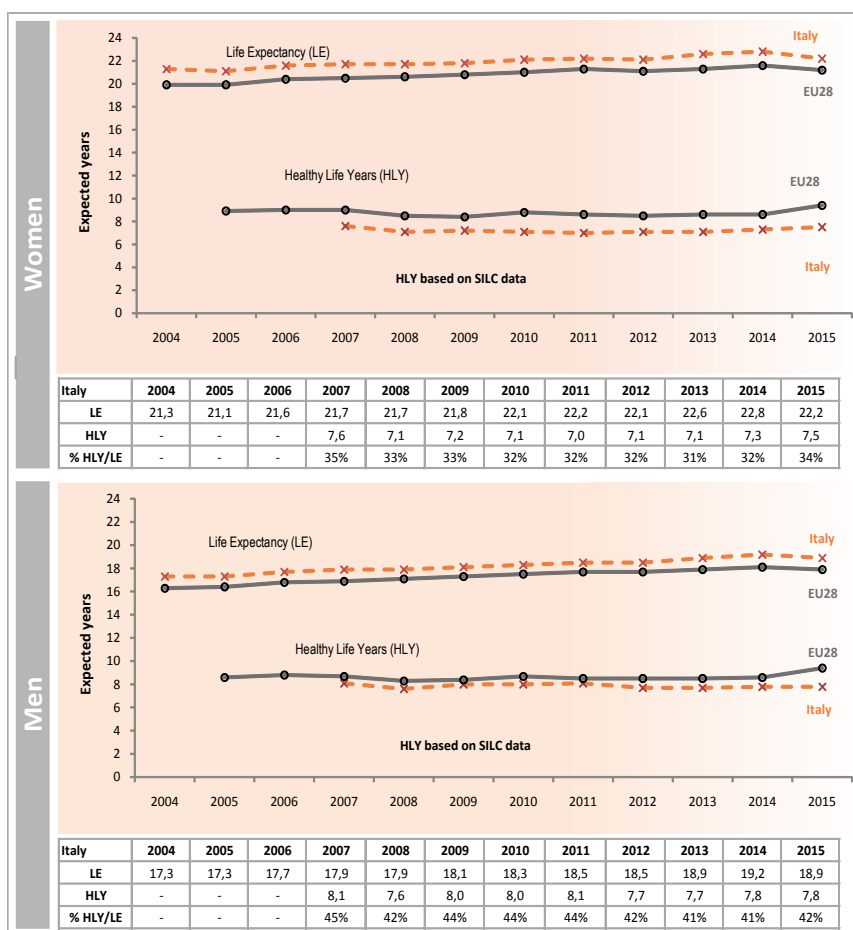 Women
Expected years
24
22
20
18
16
14
12
10
8
6
4
2
0
Life Expectancy (LE)
Italy
EU28
Healthy Life Years (HLY)
EU28
Italy
HLY based on SILC data
2004 2005 2006 2007 2008 2009 2010 2011 2012 2013 2014 2015
Italy 2004 2005 2006 2007 2008 2009 2010 2011 2012 2013 2014 2015
LE 21,3 21,1 21,6 21,7 21,7 21,8 22,1 22,2 22,1 22,6 22,8 22,2
HLY - - - 7,6 7,1 7,2 7,1 7,0 7,1 7,1 7,3 7,5
% HLY/LE - - - 35% 33% 33% 32% 32% 32% 31% 32% 34%
Men
Expected years
24
22
20
18
16
14
12
10
8
6
4
2
0
Life Expectancy (LE)
Italy
EU28
Healthy Life Years (HLY)
EU28
Italy
HLY based on SILC data
2004 2005 2006 2007 2008 2009 2010 2011 2012 2013 2014 2015
Italy 2004 2005 2006 2007 2008 2009 2010 2011 2012 2013 2014 2015
LE 17,3 17,3 17,7 17,9 17,9 18,1 18,3 18,5 18,5 18,9 19,2 18,9
HLY - - - 8,1 7,6 8,0 8,0 8,1 7,7 7,7 7,8 7,8
% HLY/LE - - - 45% 42% 44% 44% 44% 42% 41% 41% 42%